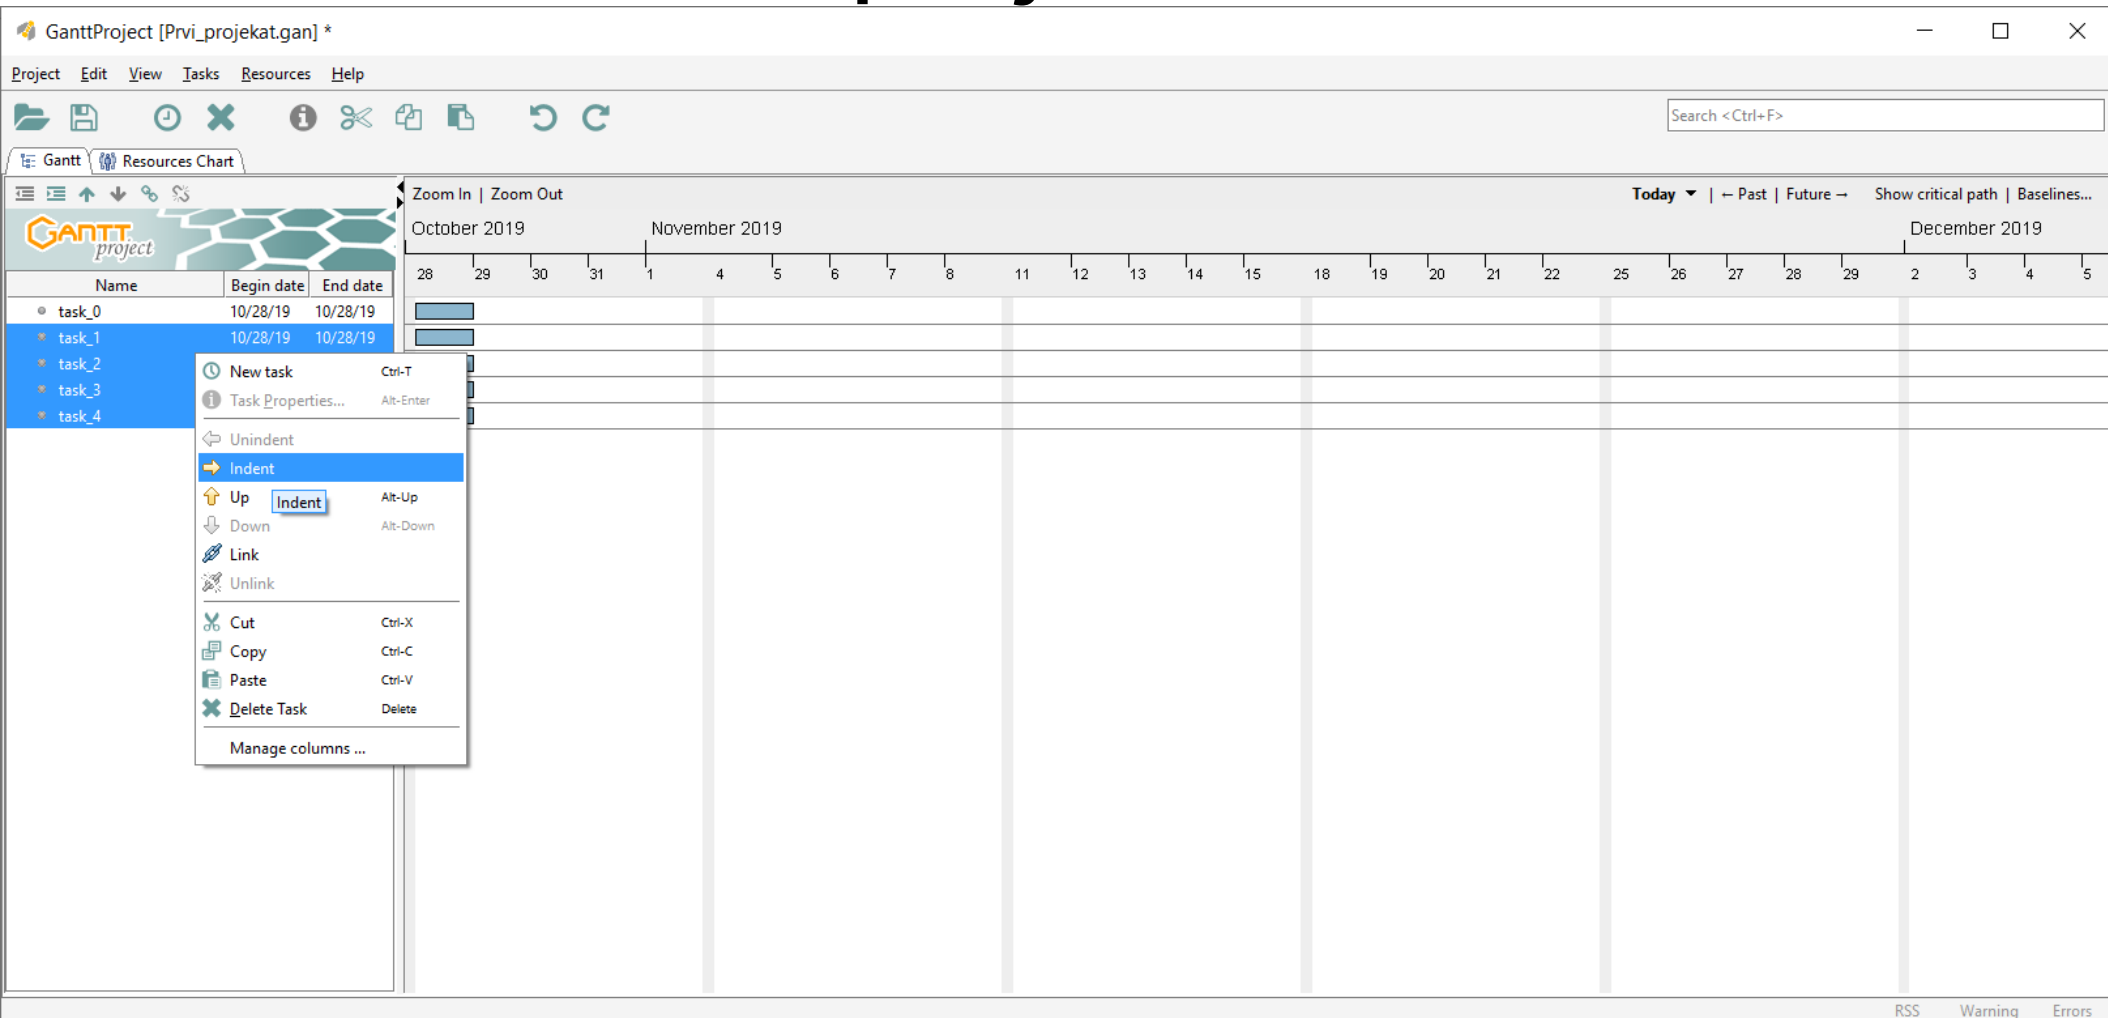 GanttProject [Prvi_projekat.gan] *
Project Edit View Tasks Resources Help
Search <Ctrl+F>
Gantt Resources Chart
Zoom In | Zoom Out Today ▼ | ←Past | Future→ Show critical path | Baselines...
GANTT project
October 2019 November 2019 December 2019
28 29 30 31 1 4 5 6 7 8 11 12 13 14 15 18 19 20 21 22 25 26 27 28 29 2 3 4 5
Name Begin date End date
task_0 10/28/19 10/28/19
task_1 10/28/19 10/28/19
task_2
task_3
task_4
New task Ctrl-T
Task Properties... Alt-Enter
Unindent
Indent
Up Alt-Up
Indent
Down Alt-Down
Link
Unlink
Cut Ctrl-X
Copy Ctrl-C
Paste Ctrl-V
Delete Task Delete
Manage columns ...
RSS Warning Errors